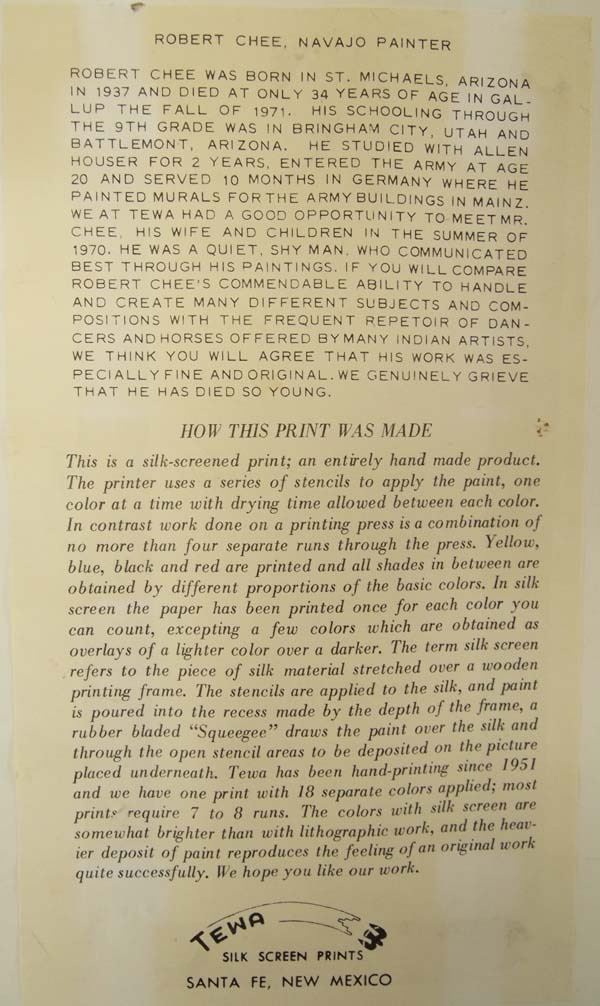 ROBERT CHEE, NAVAJO PAINTER
ROBERT CHEE WAS BORN IN ST. MICHAELS, ARIZONA
IN 1937 AND DIED AT ONLY 34 YEARS OF AGE IN GAL-
LUP THE FALL OF 1971. HIS SCHOOLING THROUGH
THE 9TH GRADE WAS IN BRINGHAM CITY, UTAH AND
BATTLEMONT, ARIZONA. HE STUDIED WITH ALLEN
HOUSER FOR 2 YEARS, ENTERED THE ARMY AT AGE
20 AND SERVED 10 MONTHS IN GERMANY WHERE HE
PAINTED MURALS FOR THE ARMY BUILDINGS IN MAINZ.
WE AT TEWA HAD A GOOD OPPORTUNITY TO MEET MR.
CHEE, HIS WIFE AND CHILDREN IN THE SUMMER OF
1970. HE WAS A QUIET, SHY MAN, WHO COMMUNICATED
BEST THROUGH HIS PAINTINGS. IF YOU WILL COMPARE
ROBERT CHEE'S COMMENDABLE ABILITY TO HANDLE
AND CREATE MANY DIFFERENT SUBJECTS AND COM-
POSITIONS WITH THE FREQUENT REPETOIR OF DAN-
CERS AND HORSES OFFERED BY MANY INDIAN ARTISTS,
WE THINK YOU WILL AGREE THAT HIS WORK WAS ES-
PECIALLY FINE AND ORIGINAL. WE GENUINELY GRIEVE
THAT HE HAS DIED SO YOUNG.
HOW THIS PRINT WAS MADE
This is a silk-screened print; an entirely hand made product.
The printer uses a series of stencils to apply the paint, one
color at a time with drying time allowed between each color.
In contrast work done on a printing press is a combination of
no more than four separate runs through the press. Yellow,
blue, black and red are printed and all shades in between are
obtained by different proportions of the basic colors. In silk
screen the paper has been printed once for each color you
can count, excepting a few colors which are obtained as
overlays of a lighter color over a darker. The term silk screen
refers to the piece of silk material stretched over a wooden
printing frame. The stencils are applied to the silk, and paint
is poured into the recess made by the depth of the frame, a
rubber bladed "Squeegee" draws the paint over the silk and
through the open stencil areas to be deposited on the picture
placed underneath. Tewa has been hand-printing since 1951
and we have one print with 18 separate colors applied; most
prints require 7 to 8 runs. The colors with silk screen are
somewhat brighter than with lithographic work, and the heav-
ier deposit of paint reproduces the feeling of an original work
quite successfully. We hope you like our work.
TEWA
SILK SCREEN PRINTS
SANTA FE, NEW MEXICO